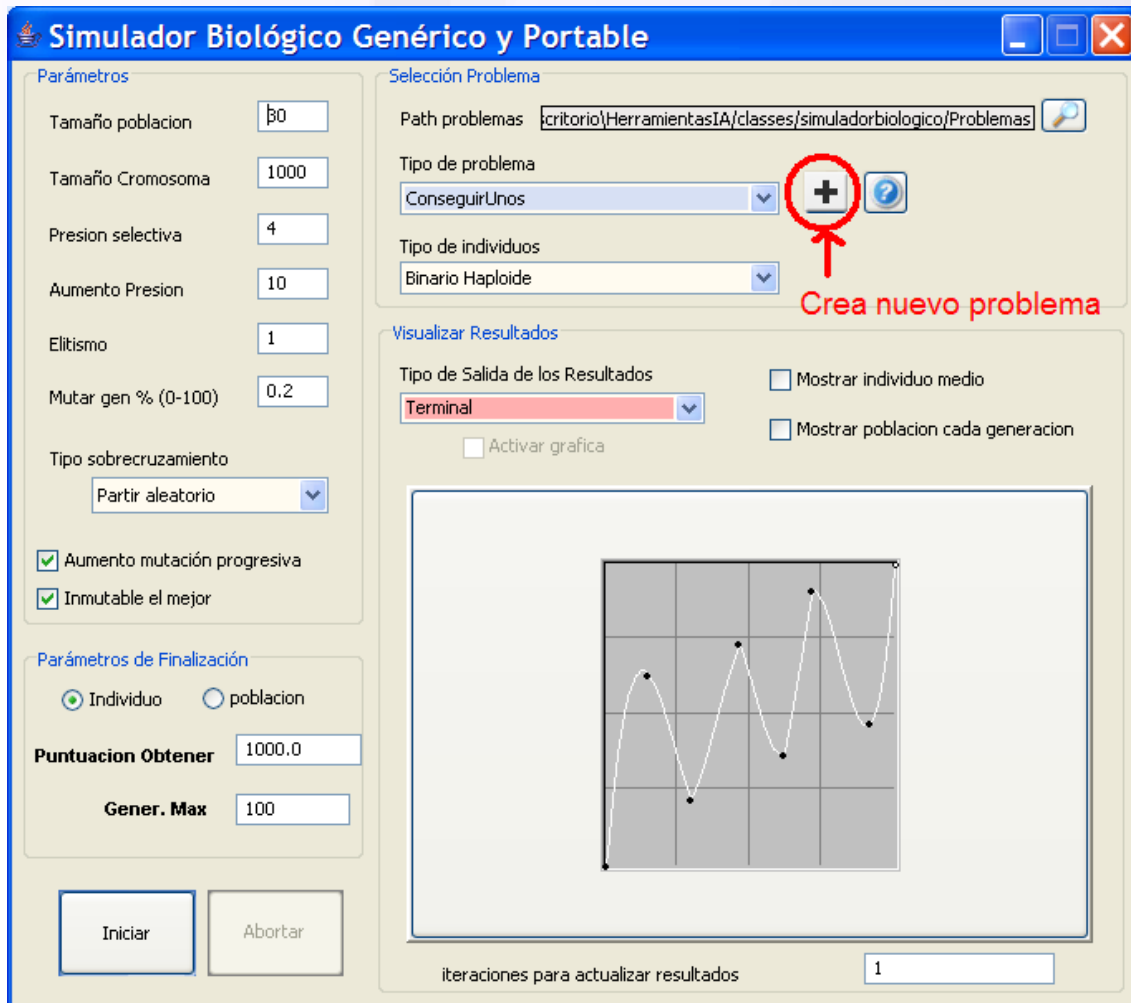 Simulador Biológico Genérico y Portable
Parámetros
Tamaño poblacion 30
Tamaño Cromosoma 1000
Presion selectiva 4
Aumento Presion 10
Elitismo 1
Mutar gen % (0-100) 0.2
Tipo sobrecruzamiento
Partir aleatorio
Aumento mutación progresiva
Inmutable el mejor
Parámetros de Finalización
Individuo poblacion
Puntuacion Obtener 1000.0
Gener. Max 100
Iniciar Abortar
Selección Problema
Path problemas critorio\HerramientasIA/classes/simuladorbiologico/Problemas
Tipo de problema
ConseguirUnos
Tipo de individuos
Binario Haploide
Crea nuevo problema
Visualizar Resultados
Tipo de Salida de los Resultados
Terminal
Activar grafica
Mostrar individuo medio
Mostrar poblacion cada generacion
iteraciones para actualizar resultados 1